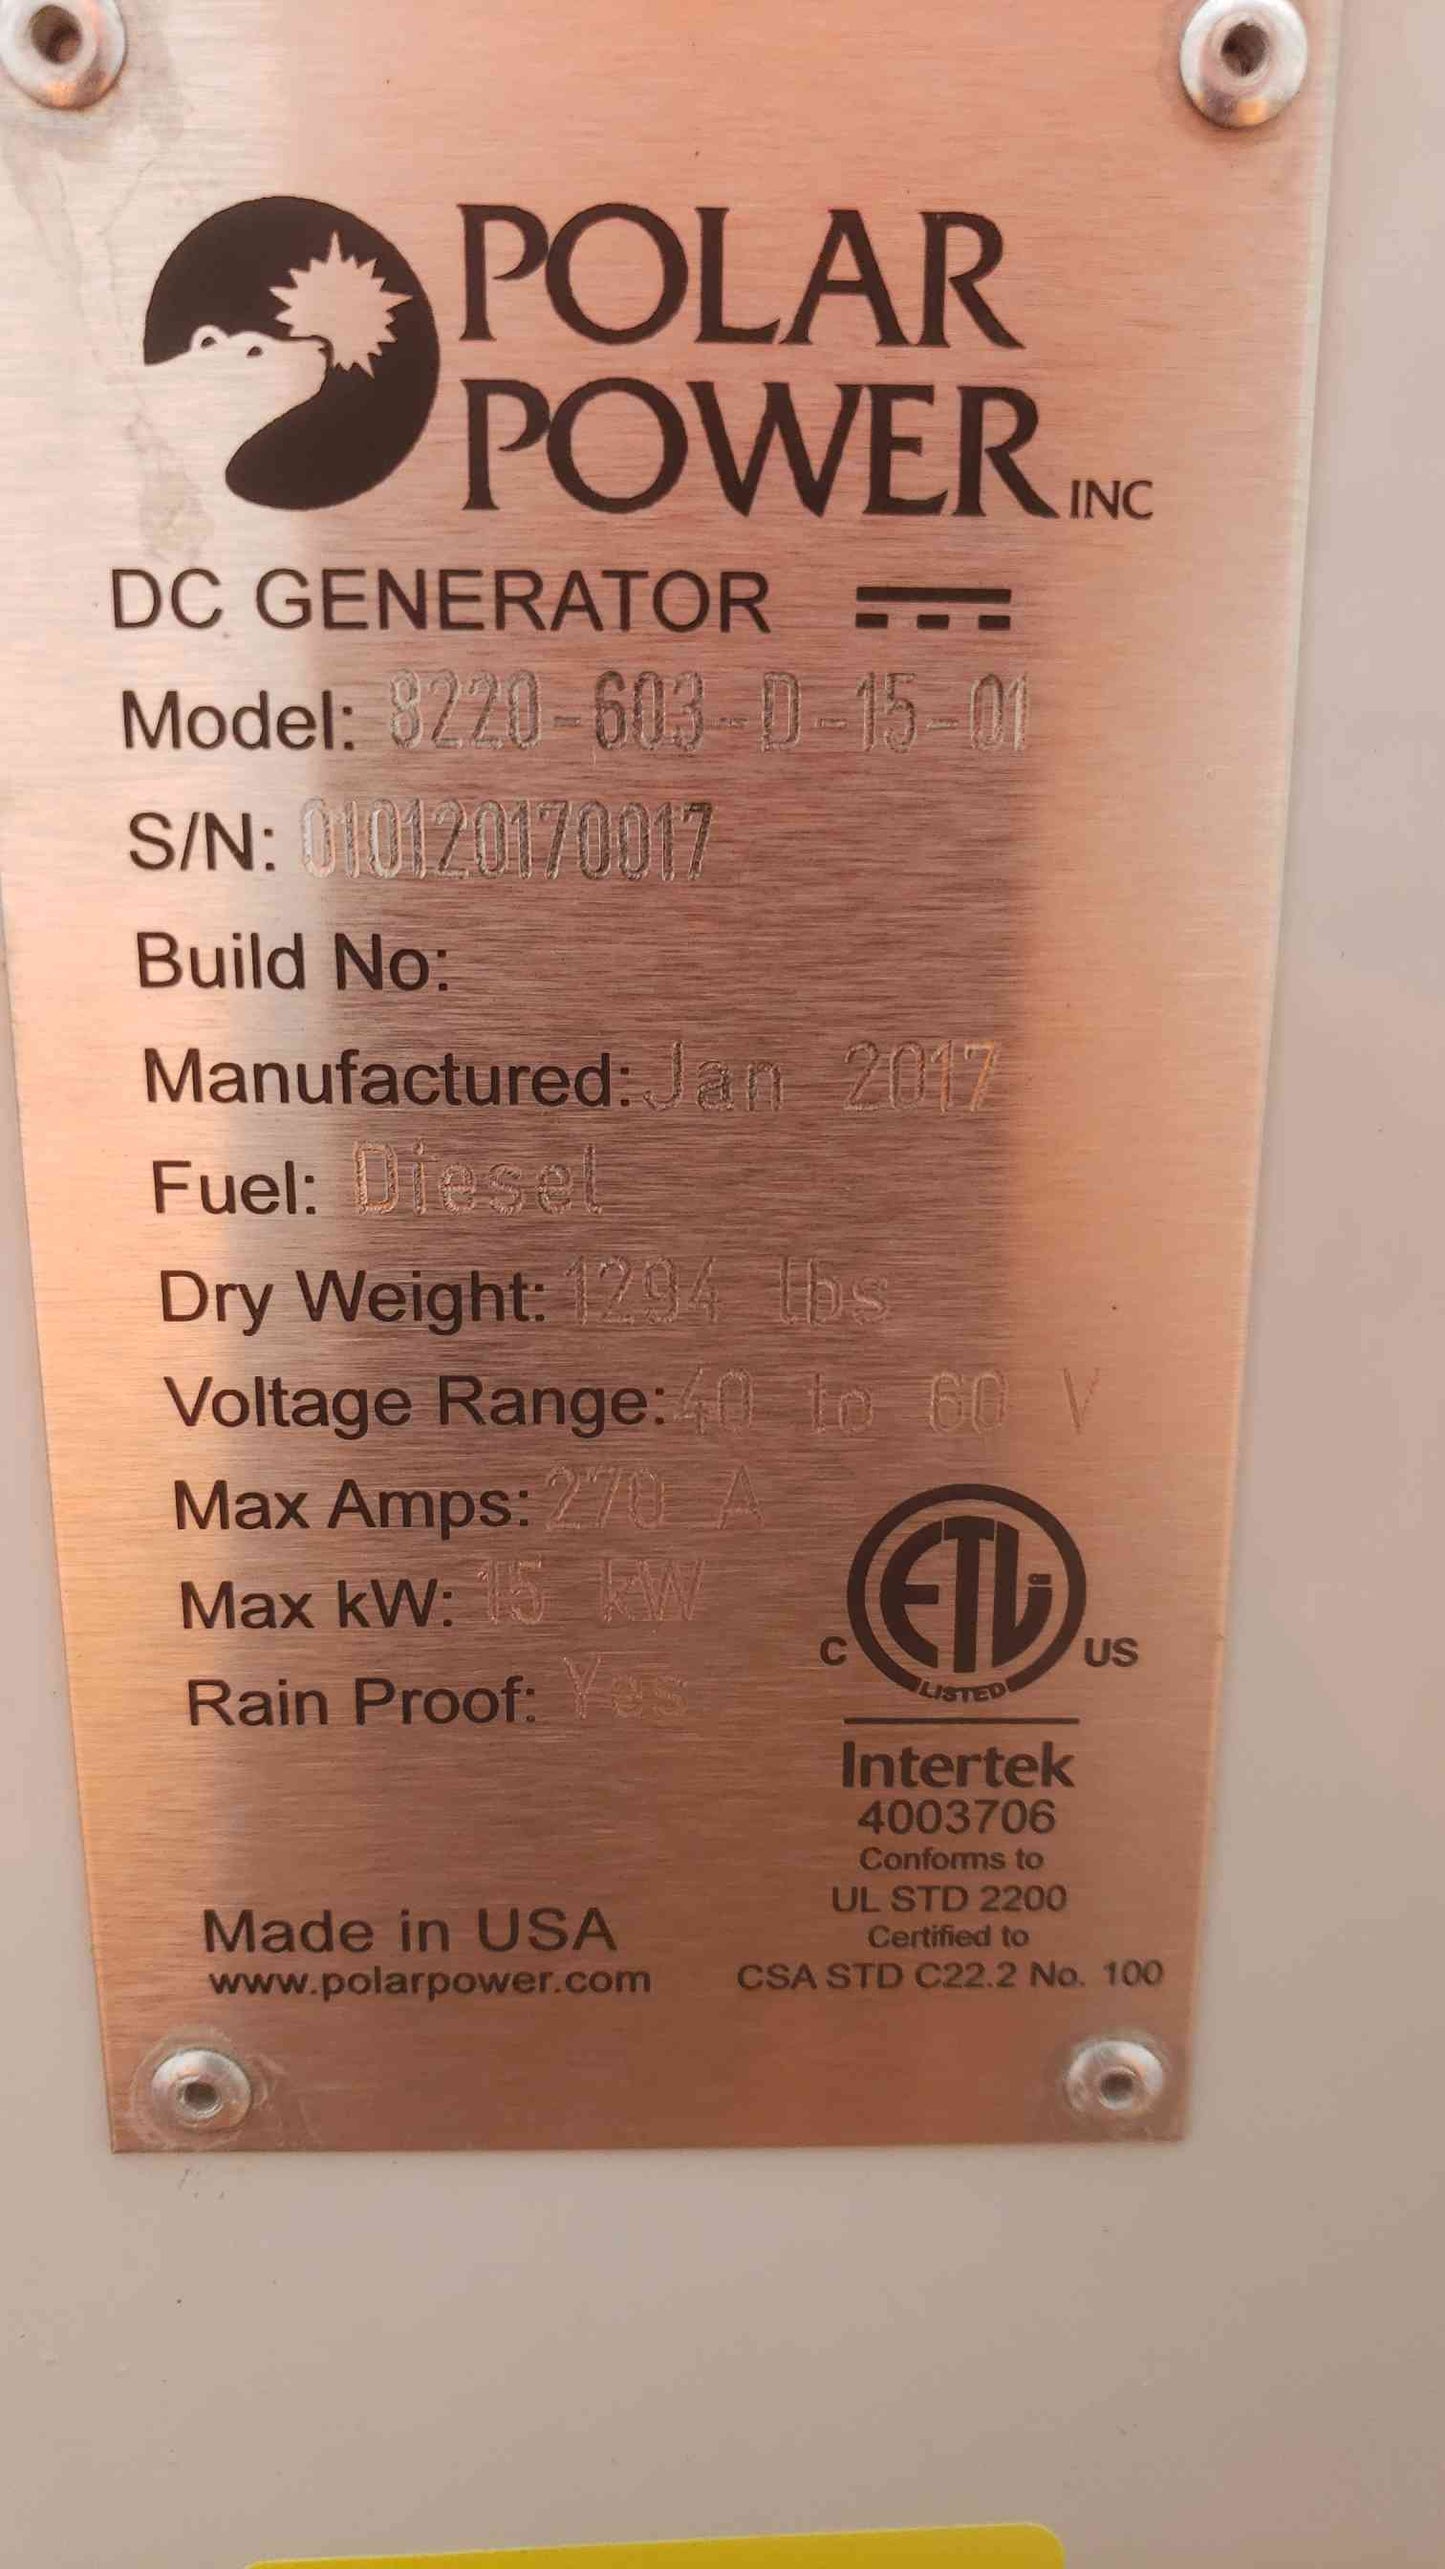 POLAR
POWER INC
DC GENERATOR
Model: 8220-603-D-15-01
S/N: 010120170017
Build No:
Manufactured: Jan 2017
Fuel: Diesel
Dry Weight: 1294 lbs
Voltage Range: 40 to 60 V
Max Amps: 270 A
Max kW: 15 kW
Rain Proof: Yes
ETL
C US
LISTED
Intertek
4003706
Conforms to
UL STD 2200
Certified to
CSA STD C22.2 No. 100
Made in USA
www.polarpower.com